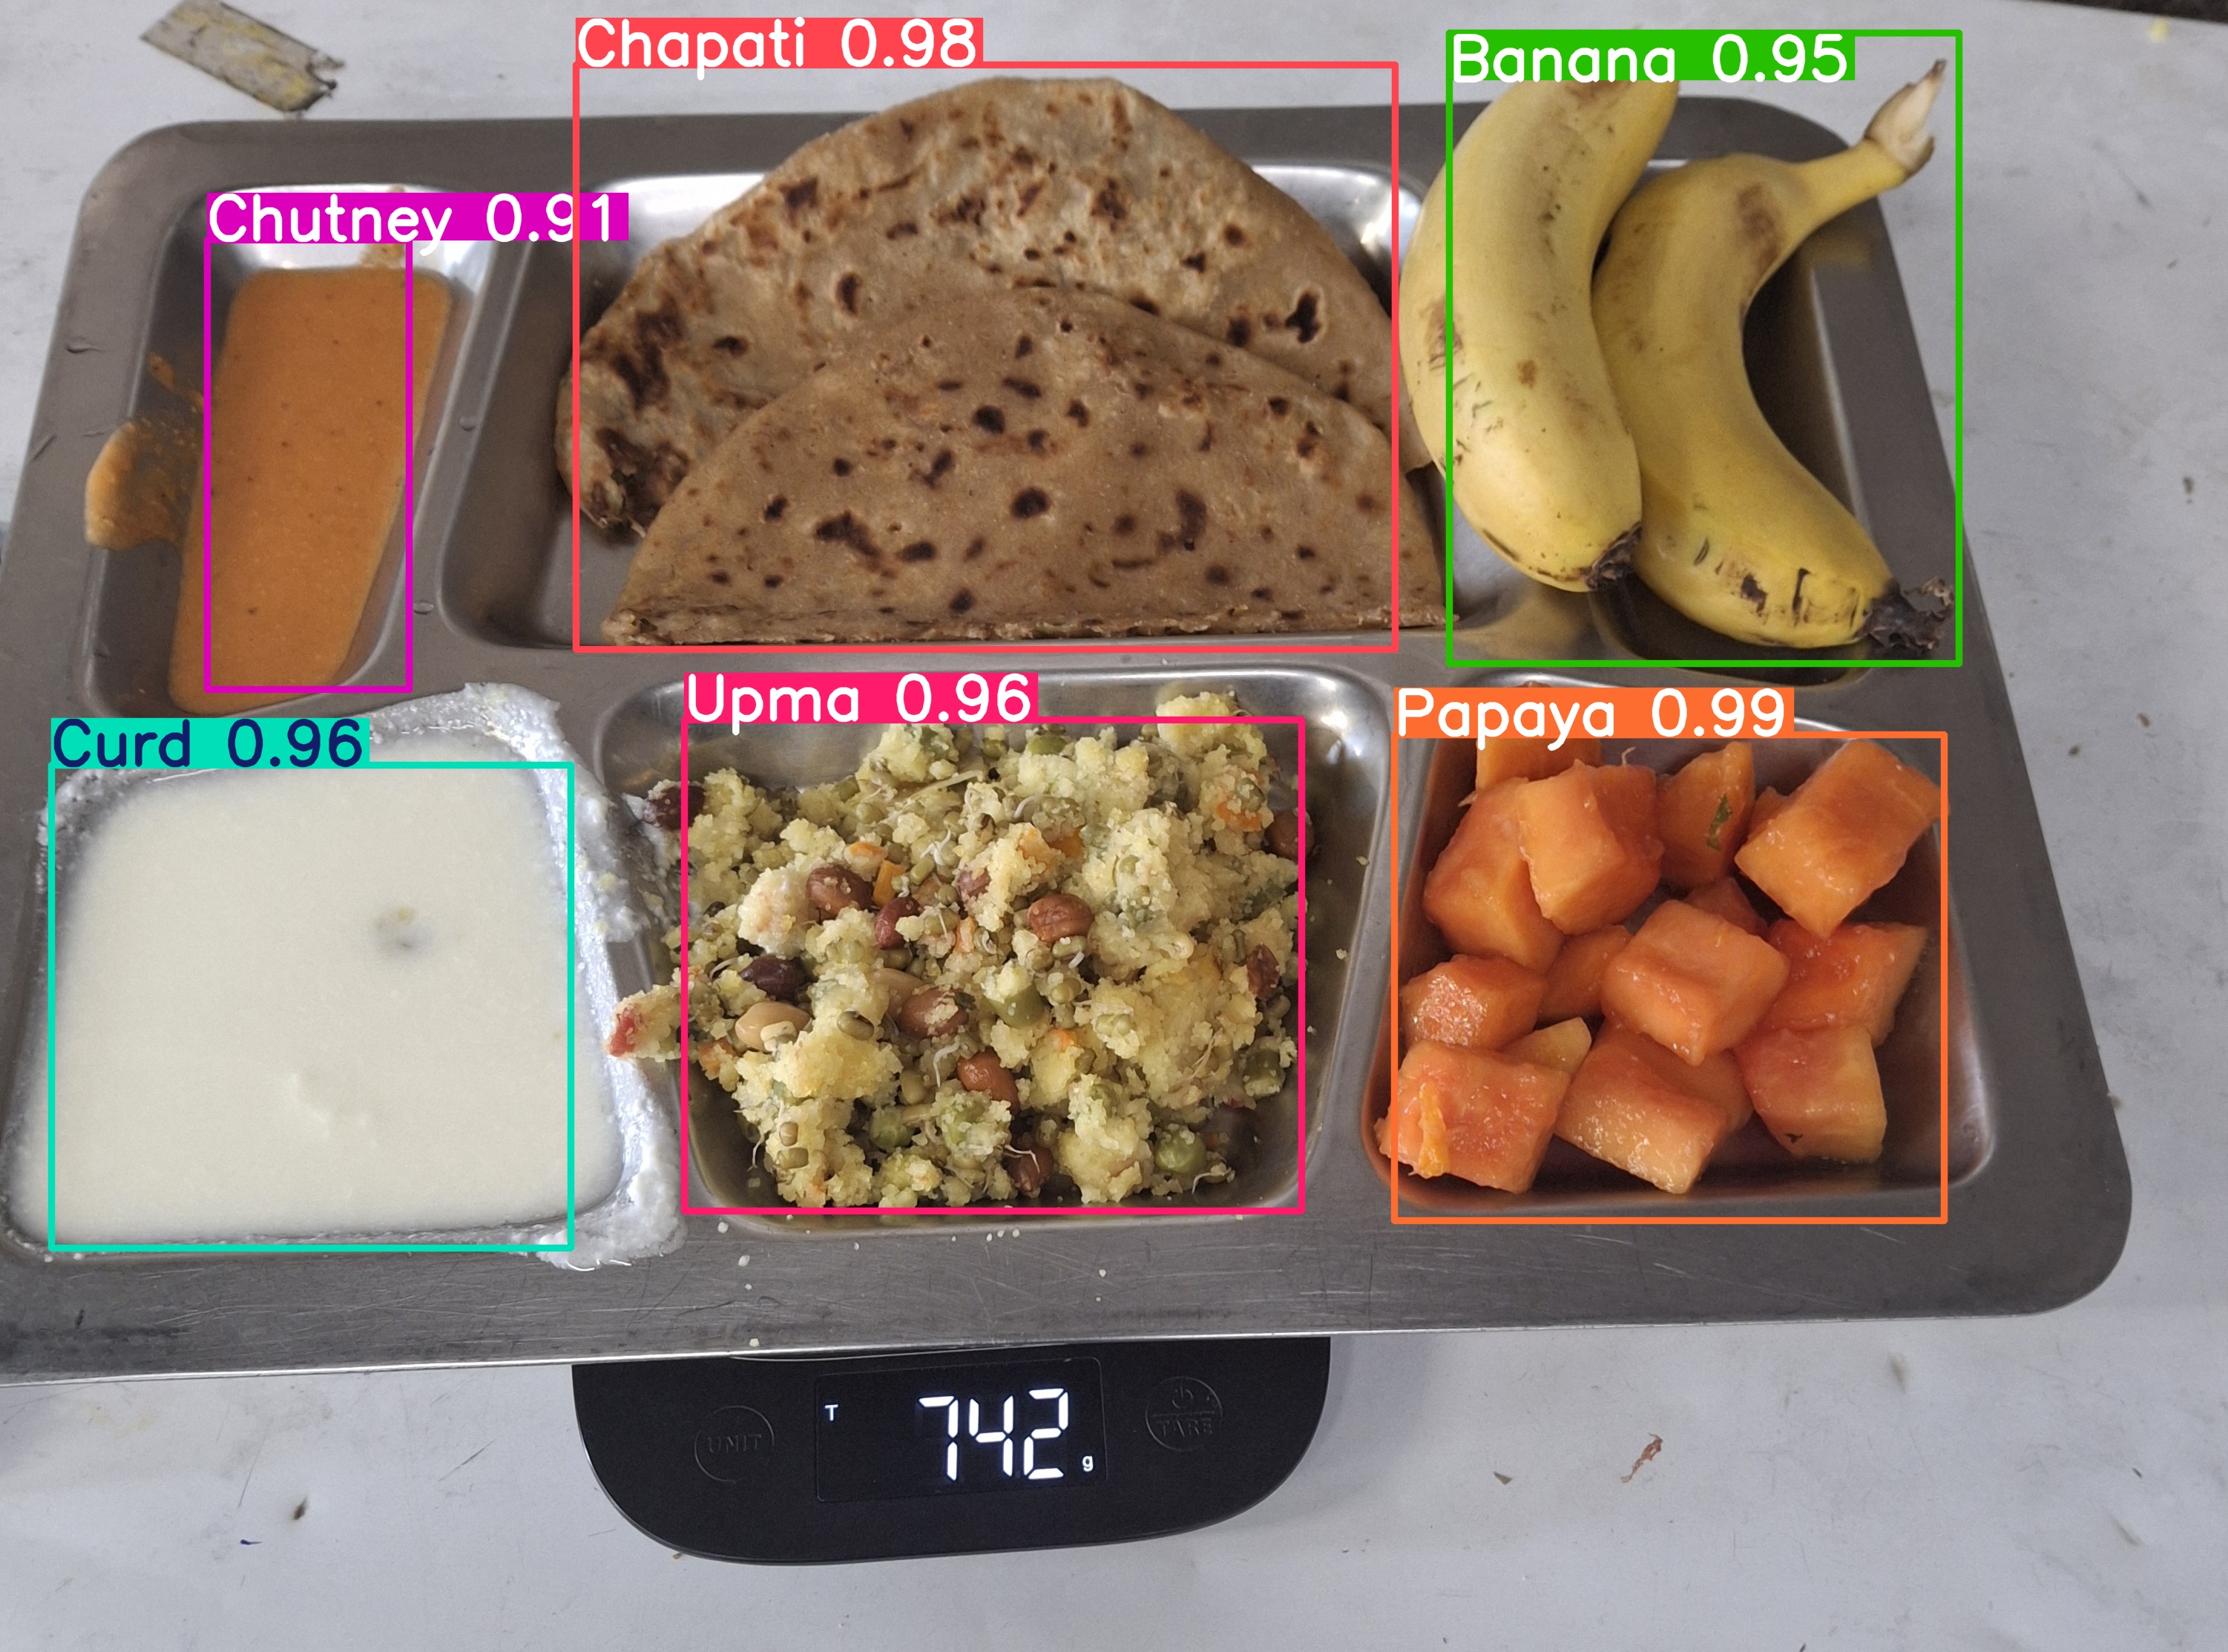 Chapati 0.98
Banana 0.95
Chutney 0.91
Upma 0.96
Papaya 0.99
Curd 0.96
T 742 g
UNIT
TARE